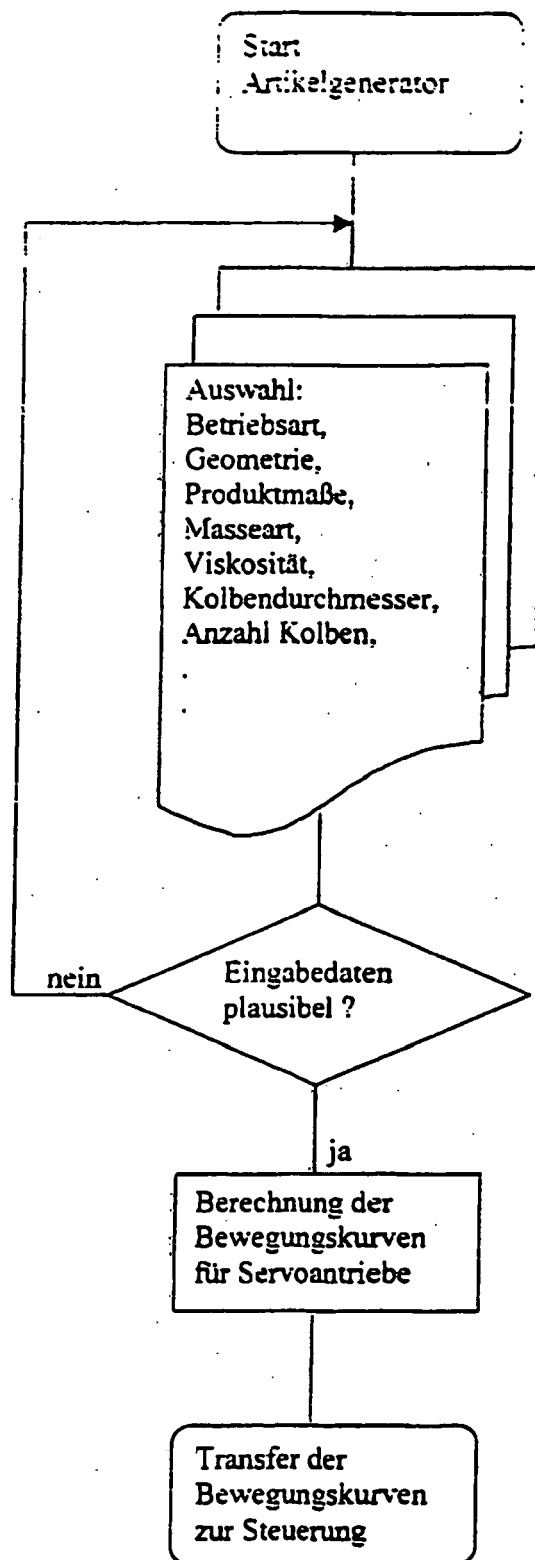 Start
Artikelgenerator
Auswahl:
Betriebsart,
Geometrie,
Produktmaße,
Masseart,
Viskosität,
Kolbendurchmesser,
Anzahl Kolben,
.
.
nein
Eingabedaten
plausibel ?
ja
Berechnung der
Bewegungskurven
für Servoantriebe
Transfer der
Bewegungskurven
zur Steuerung